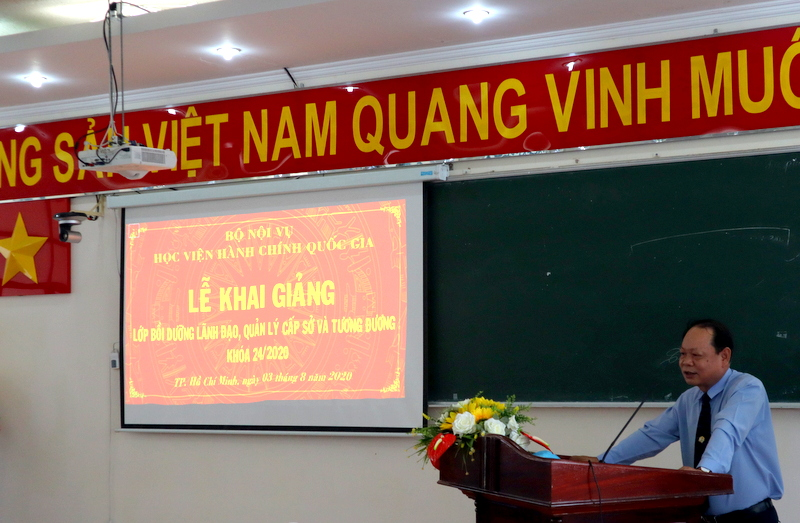 NG SẢN VIỆT NAM QUANG VINH MUÔ
BỘ NỘI VỤ
HỌC VIỆN HÀNH CHÍNH QUỐC GIA
LỄ KHAI GIẢNG
LỚP BỒI DƯỠNG LÃNH ĐẠO, QUẢN LÝ CẤP SỞ VÀ TƯƠNG ĐƯƠNG
KHÓA 24/2020
TP. Hồ Chí Minh, ngày 03 tháng 8 năm 2020